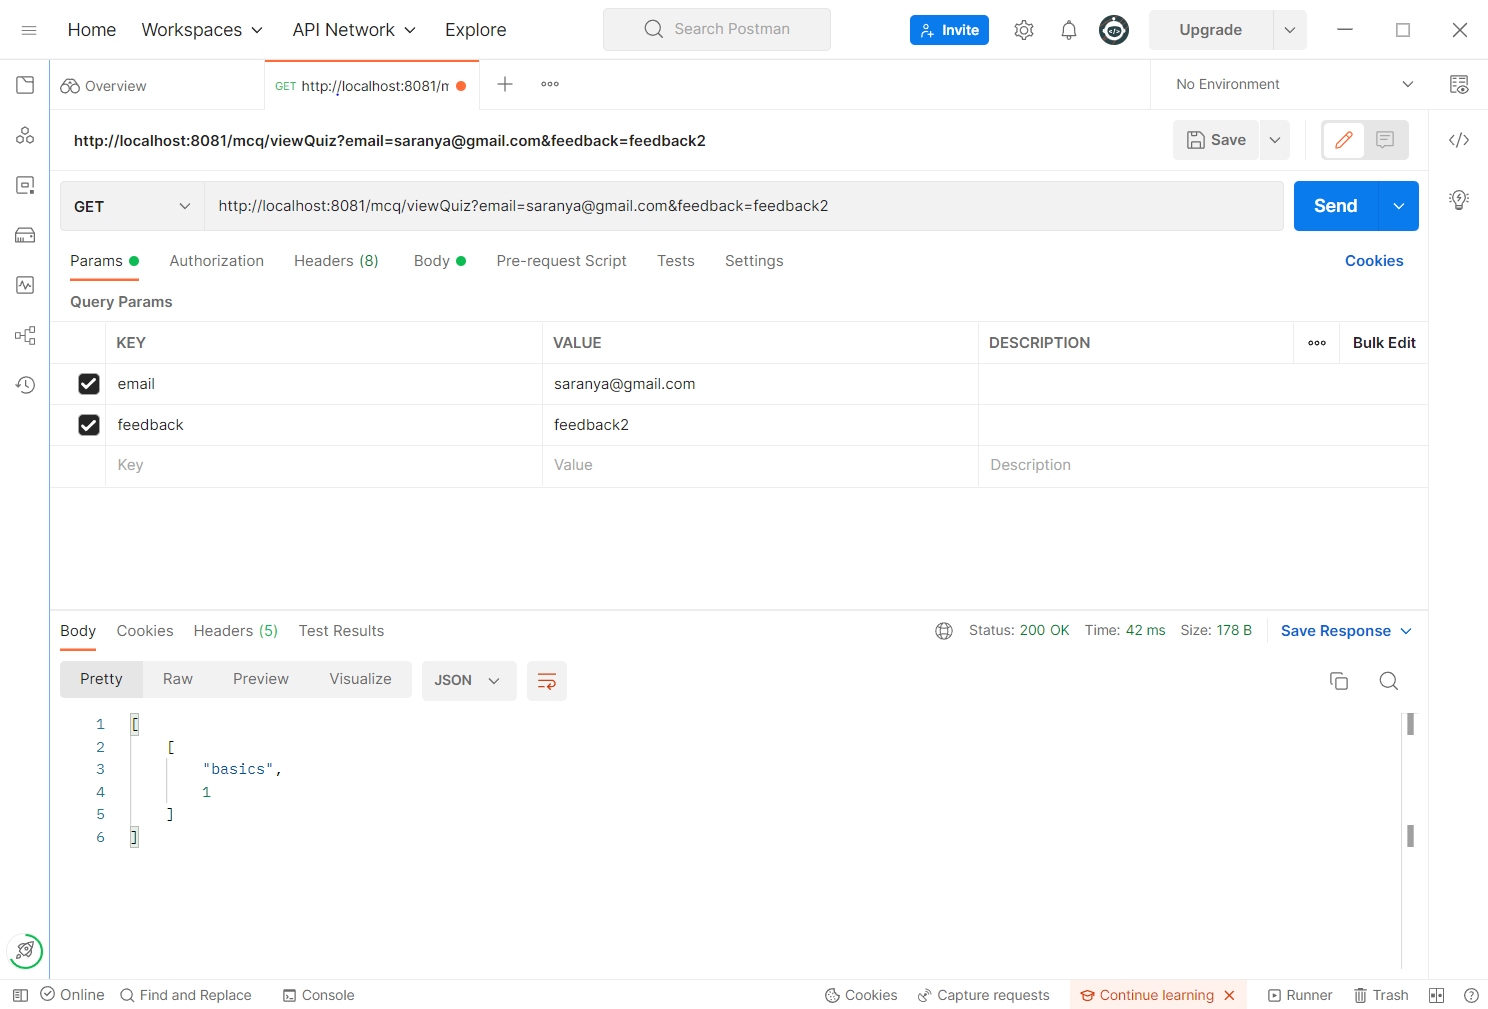 Home Workspaces API Network Explore Search Postman Invite Upgrade
Overview GET http://localhost:8081/m No Environment
http://localhost:8081/mcq/viewQuiz?email=saranya@gmail.com&feedback=feedback2 Save
GET http://localhost:8081/mcq/viewQuiz?email=saranya@gmail.com&feedback=feedback2 Send
Params Authorization Headers (8) Body Pre-request Script Tests Settings Cookies
Query Params
KEY VALUE DESCRIPTION Bulk Edit
email saranya@gmail.com
feedback feedback2
Key Value Description
Body Cookies Headers (5) Test Results Status: 200 OK Time: 42 ms Size: 178 B Save Response
Pretty Raw Preview Visualize JSON
1 [
2 [
3 "basics",
4 1
5 ]
6 ]
Online Find and Replace Console Cookies Capture requests Continue learning Runner Trash